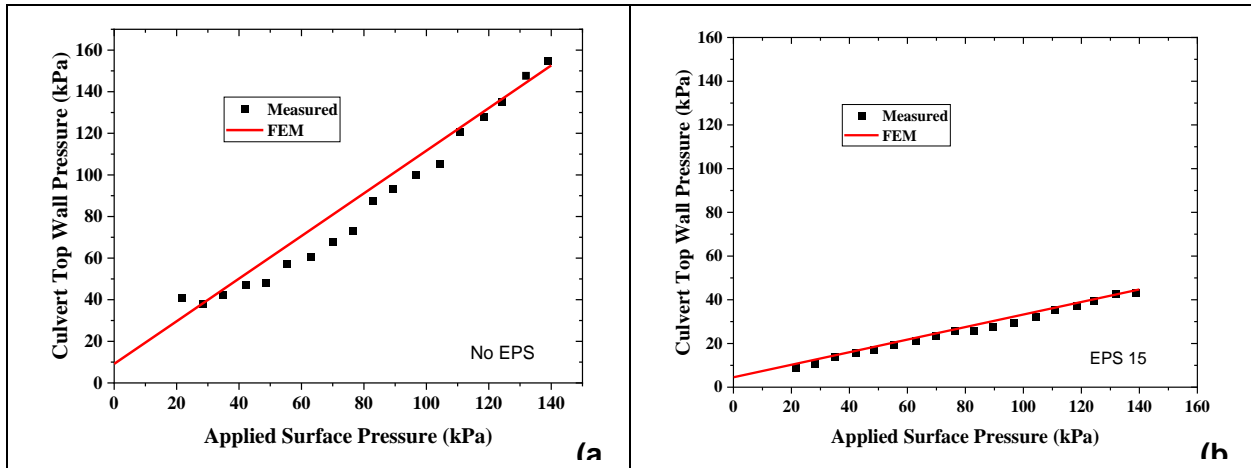 160
140
120
100
80
60
40
20
0
Culvert Top Wall Pressure (kPa)
Measured
FEM
No EPS
0 20 40 60 80 100 120 140
Applied Surface Pressure (kPa)
(a
160
140
120
100
80
60
40
20
0
Culvert Top Wall Pressure (kPa)
Measured
FEM
EPS 15
0 20 40 60 80 100 120 140 160
Applied Surface Pressure (kPa)
(b